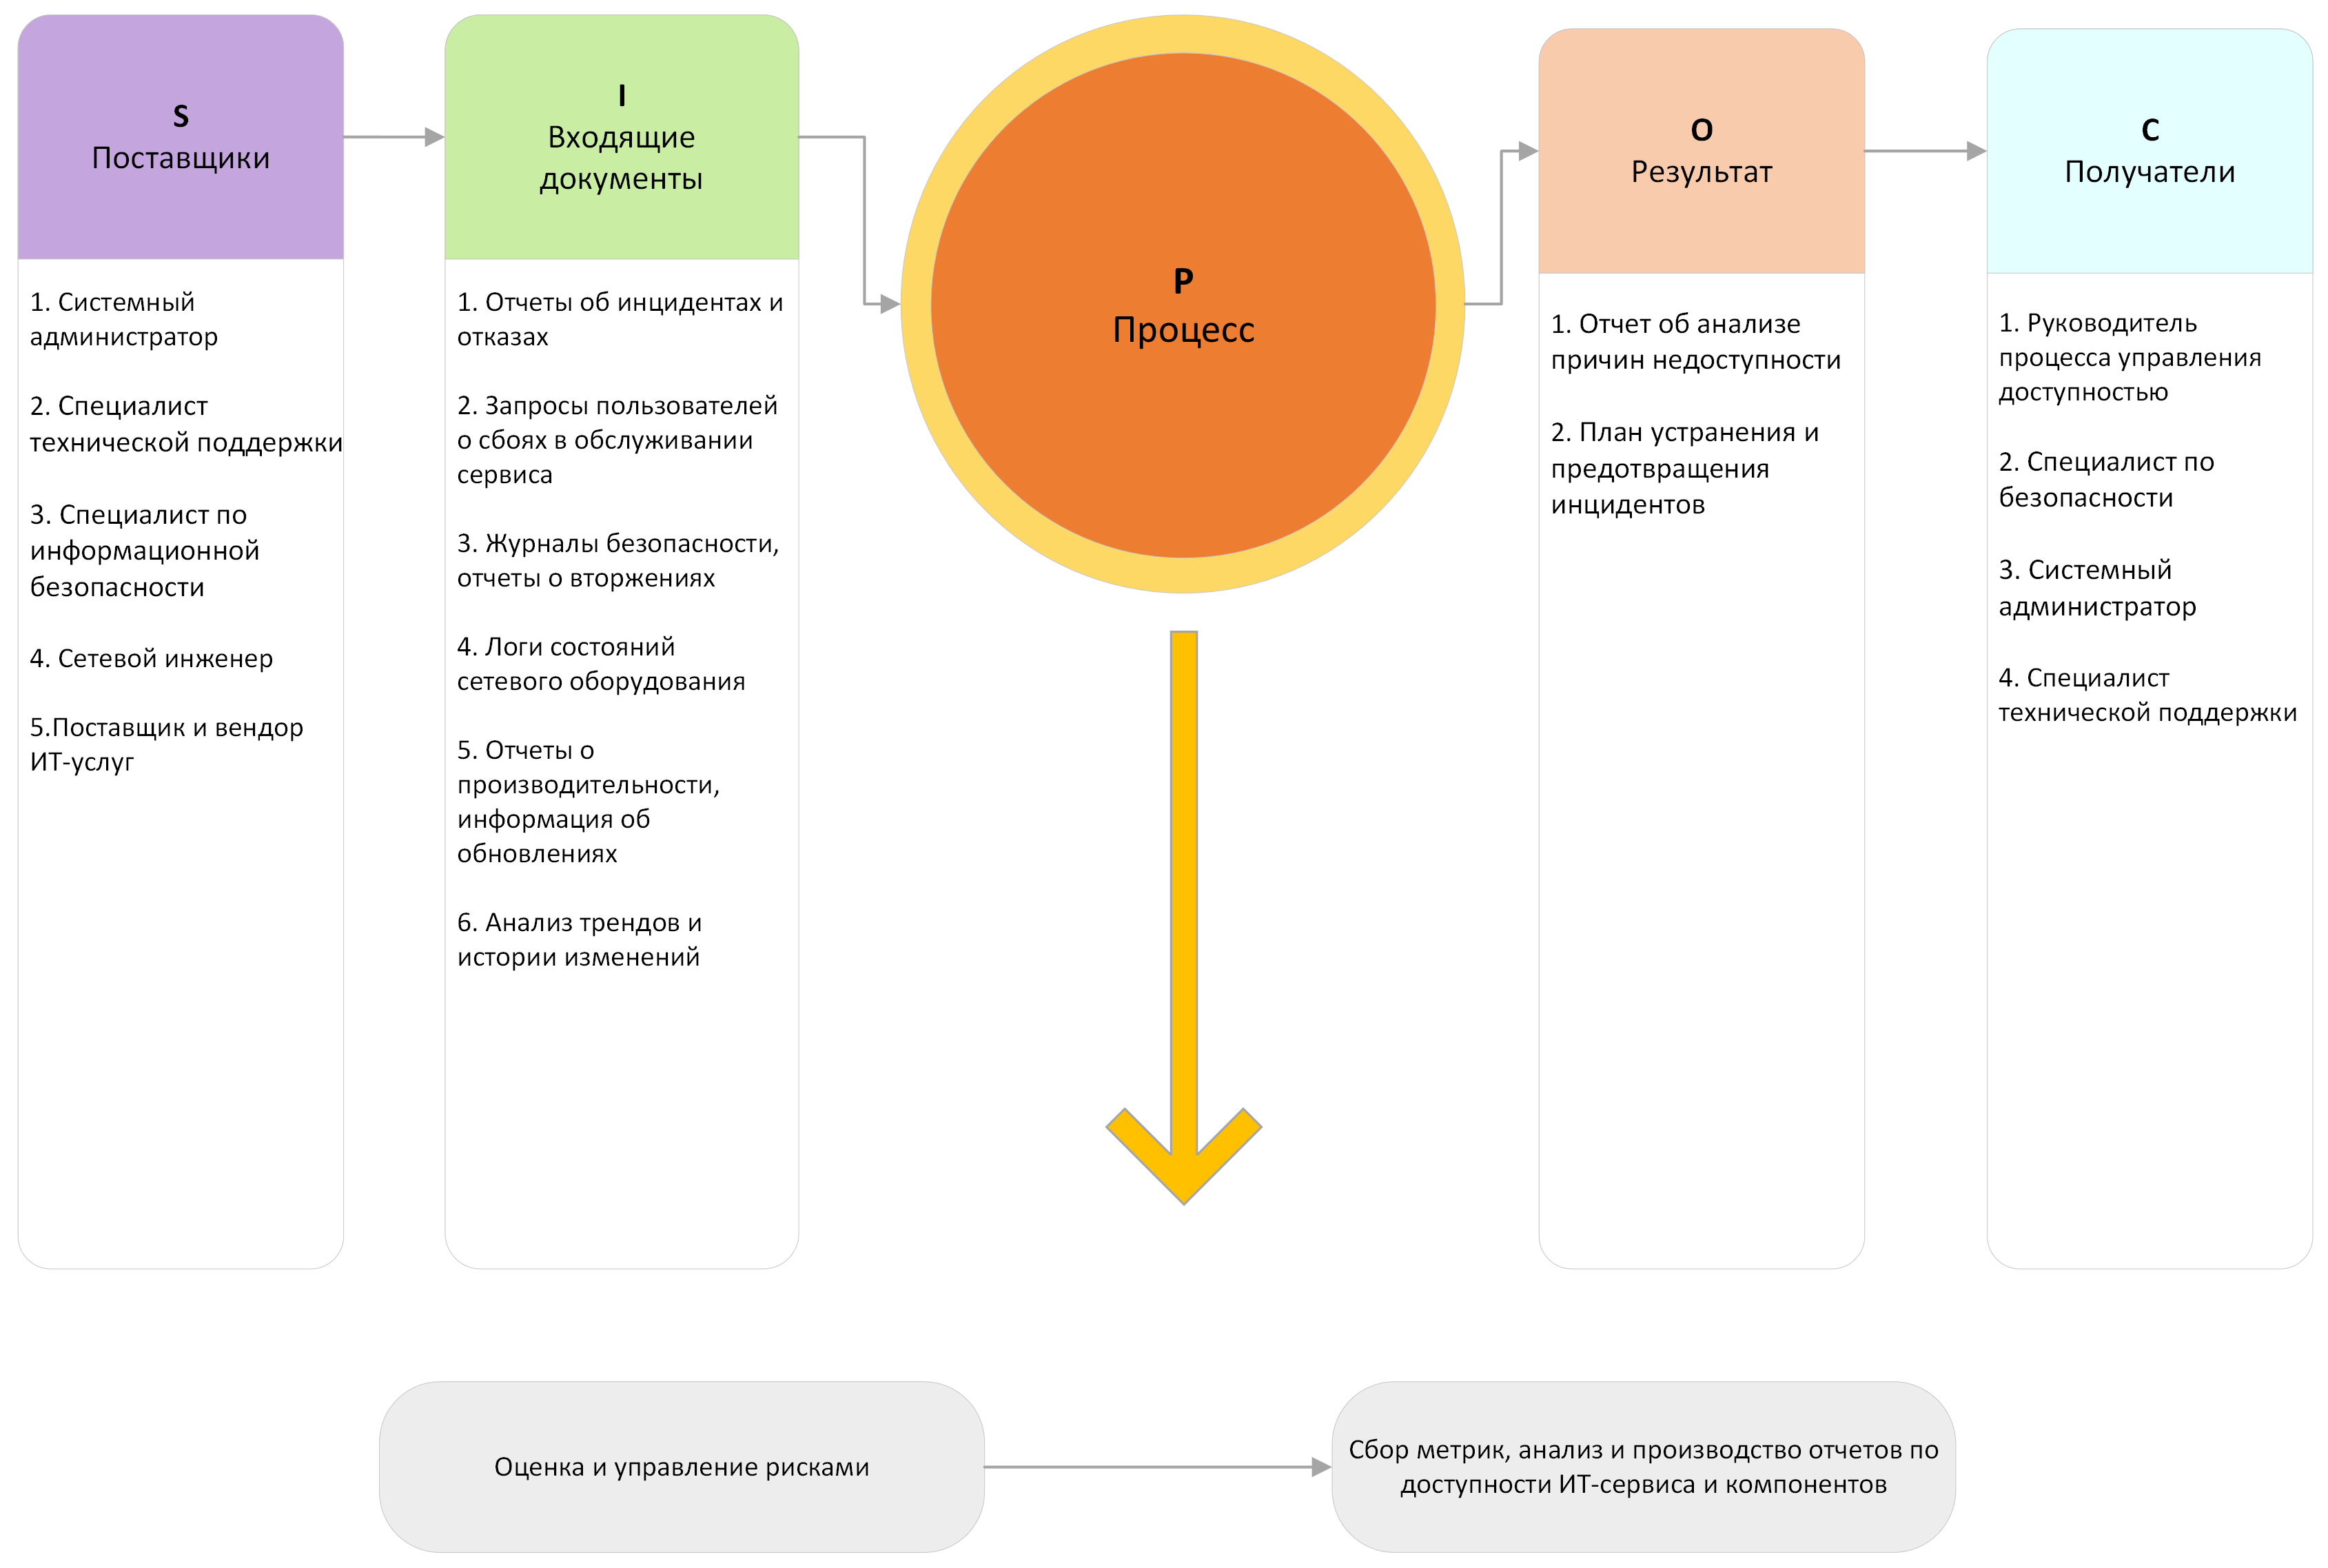 S
Поставщики
1. Системный
администратор
2. Специалист
технической поддержки
3. Специалист по
информационной
безопасности
4. Сетевой инженер
5.Поставщик и вендор
ИТ-услуг
I
Входящие
документы
1. Отчеты об инцидентах и
отказах
2. Запросы пользователей
о сбоях в обслуживании
сервиса
3. Журналы безопасности,
отчеты о вторжениях
4. Логи состояний
сетевого оборудования
5. Отчеты о
производительности,
информация об
обновлениях
6. Анализ трендов и
истории изменений
P
Процесс
O
Результат
1. Отчет об анализе
причин недоступности
2. План устранения и
предотвращения
инцидентов
C
Получатели
1. Руководитель
процесса управления
доступностью
2. Специалист по
безопасности
3. Системный
администратор
4. Специалист
технической поддержки
Оценка и управление рисками
Сбор метрик, анализ и производство отчетов по
доступности ИТ-сервиса и компонентов